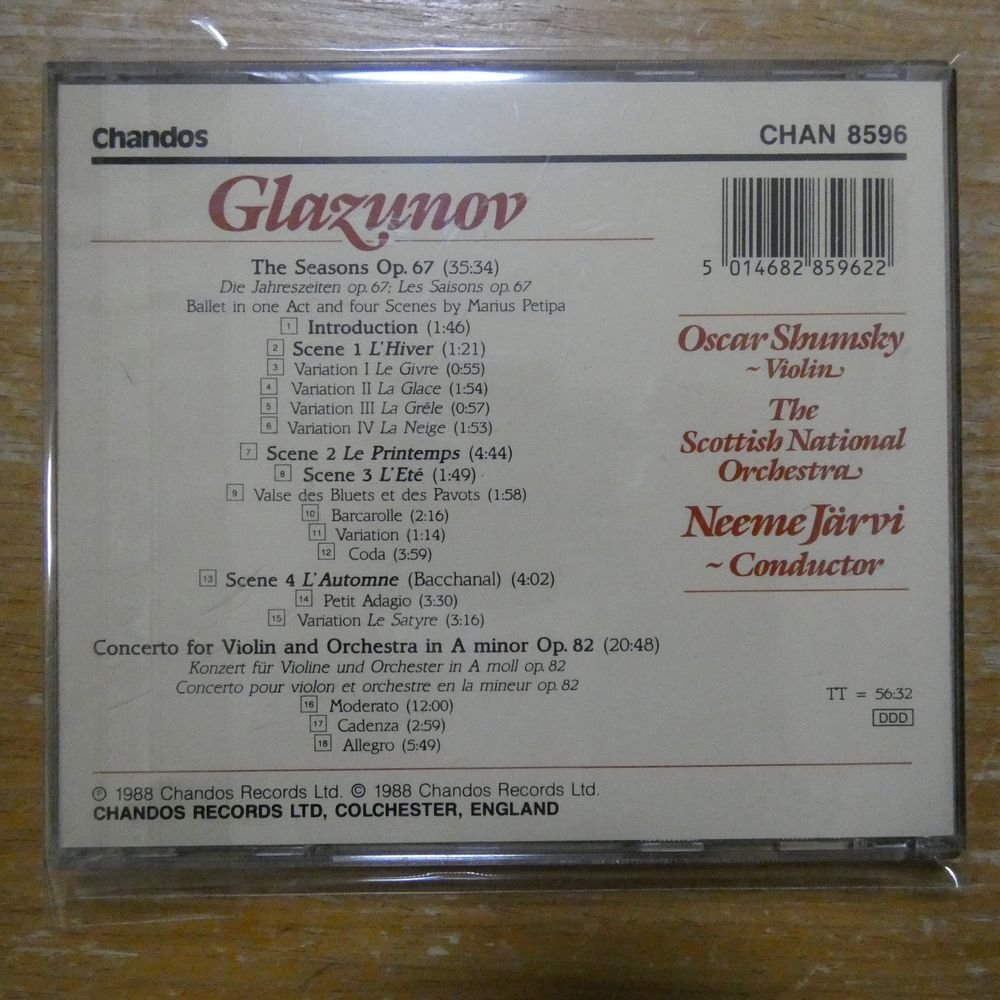 Chandos
CHAN 8596
Glazunov
The Seasons Op. 67 (35:34)
Die Jahreszeiten op. 67; Les Saisons op. 67
Ballet in one Act and four Scenes by Marius Petipa
1 Introduction (1:46)
2 Scene 1 L'Hiver (1:21)
3 Variation I Le Givre (0:55)
4 Variation II La Glace (1:54)
5 Variation III La Grêle (0:57)
6 Variation IV La Neige (1:53)
7 Scene 2 Le Printemps (4:44)
8 Scene 3 L'Eté (1:49)
9 Valse des Bluets et des Pavots (1:58)
10 Barcarolle (2:16)
11 Variation (1:14)
12 Coda (3:59)
13 Scene 4 L'Automne (Bacchanal) (4:02)
14 Petit Adagio (3:30)
15 Variation Le Satyre (3:16)
Concerto for Violin and Orchestra in A minor Op. 82 (20:48)
Konzert für Violine und Orchester in A moll op. 82
Concerto pour violon et orchestre en la mineur op. 82
16 Moderato (12:00)
17 Cadenza (2:59)
18 Allegro (5:49)
5 014682 859622
Oscar Shumsky
~ Violin
The
Scottish National
Orchestra
Neeme Järvi
~ Conductor
TT = 56:32
DDD
℗ 1988 Chandos Records Ltd. © 1988 Chandos Records Ltd.
CHANDOS RECORDS LTD, COLCHESTER, ENGLAND